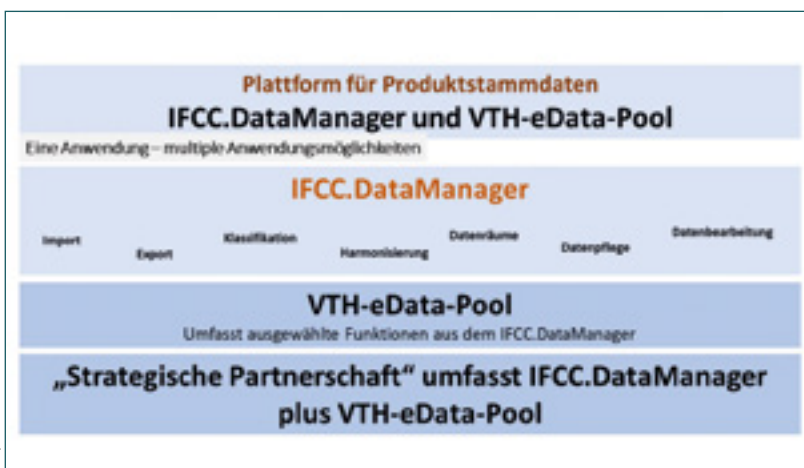 Plattform für Produktstammdaten
IFCC.DataManager und VTH-eData-Pool
Eine Anwendung – multiple Anwendungsmöglichkeiten
IFCC.DataManager
Import
Export
Klassifikation
Harmonisierung
Datenräume
Datenpflege
Datenbearbeitung
VTH-eData-Pool
Umfasst ausgewählte Funktionen aus dem IFCC.DataManager
„Strategische Partnerschaft“ umfasst IFCC.DataManager
plus VTH-eData-Pool